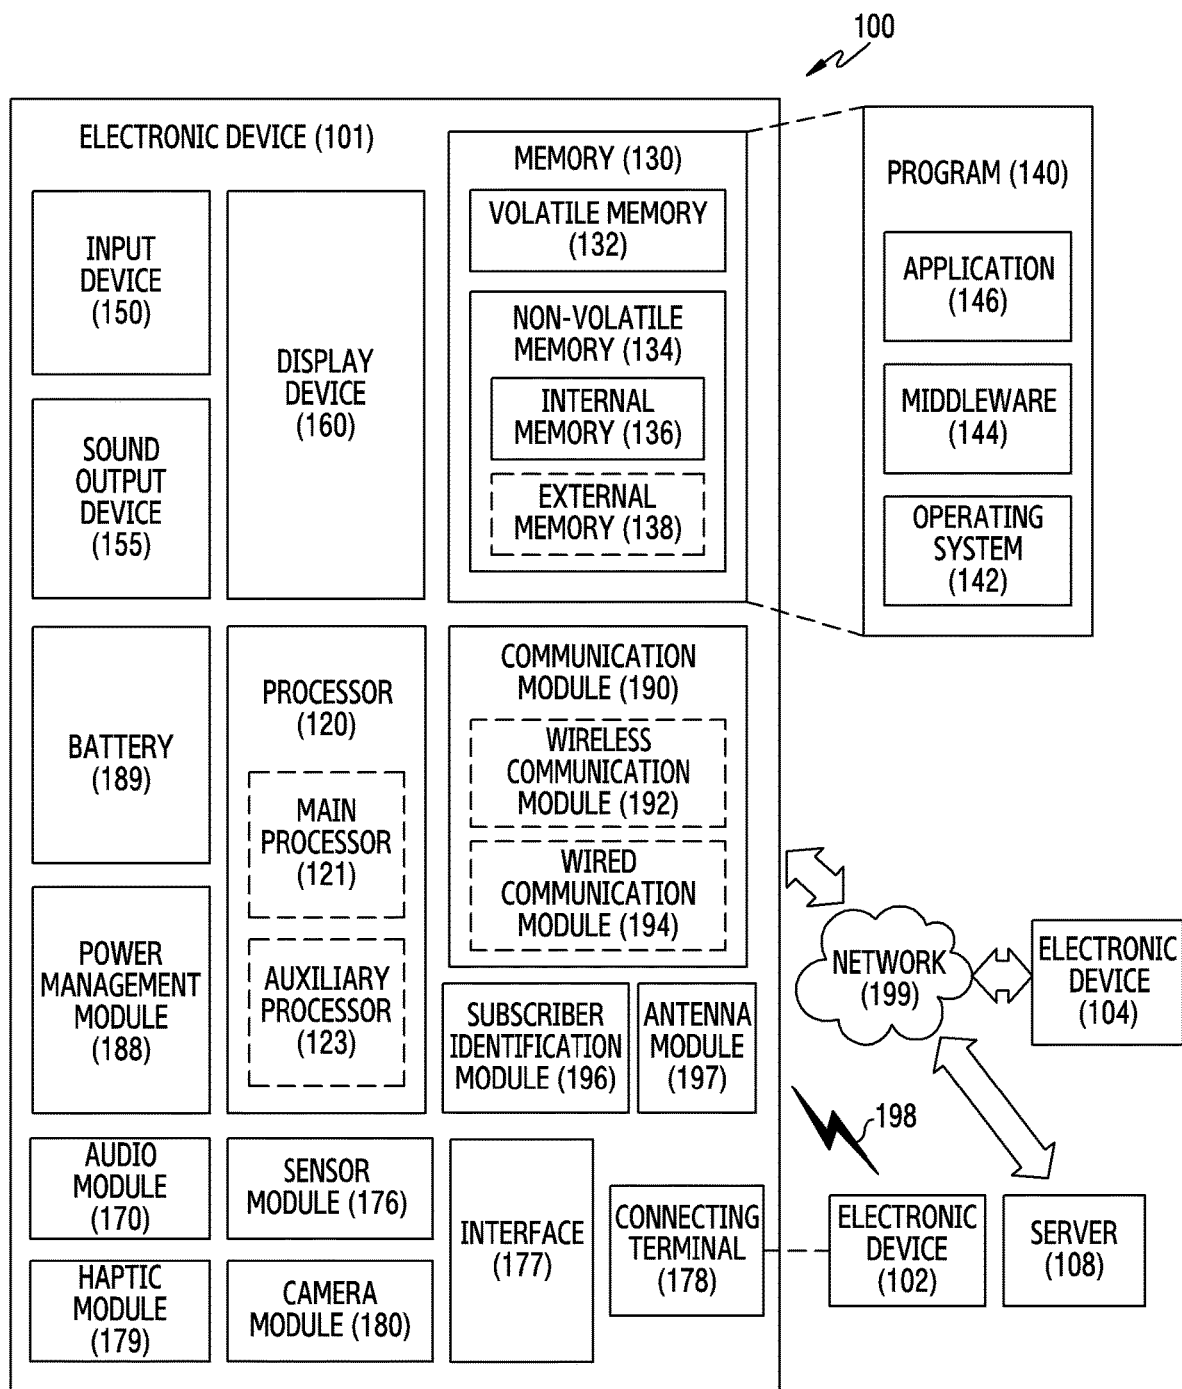 100
ELECTRONIC DEVICE (101)
INPUT
DEVICE
(150)
SOUND
OUTPUT
DEVICE
(155)
DISPLAY
DEVICE
(160)
MEMORY (130)
VOLATILE MEMORY
(132)
NON-VOLATILE
MEMORY (134)
INTERNAL
MEMORY (136)
EXTERNAL
MEMORY (138)
PROGRAM (140)
APPLICATION
(146)
MIDDLEWARE
(144)
OPERATING
SYSTEM
(142)
BATTERY
(189)
POWER
MANAGEMENT
MODULE
(188)
PROCESSOR
(120)
MAIN
PROCESSOR
(121)
AUXILIARY
PROCESSOR
(123)
COMMUNICATION
MODULE (190)
WIRELESS
COMMUNICATION
MODULE (192)
WIRED
COMMUNICATION
MODULE (194)
SUBSCRIBER
IDENTIFICATION
MODULE (196)
ANTENNA
MODULE
(197)
NETWORK
(199)
ELECTRONIC
DEVICE
(104)
198
AUDIO
MODULE
(170)
SENSOR
MODULE (176)
HAPTIC
MODULE
(179)
CAMERA
MODULE (180)
INTERFACE
(177)
CONNECTING
TERMINAL
(178)
ELECTRONIC
DEVICE
(102)
SERVER
(108)